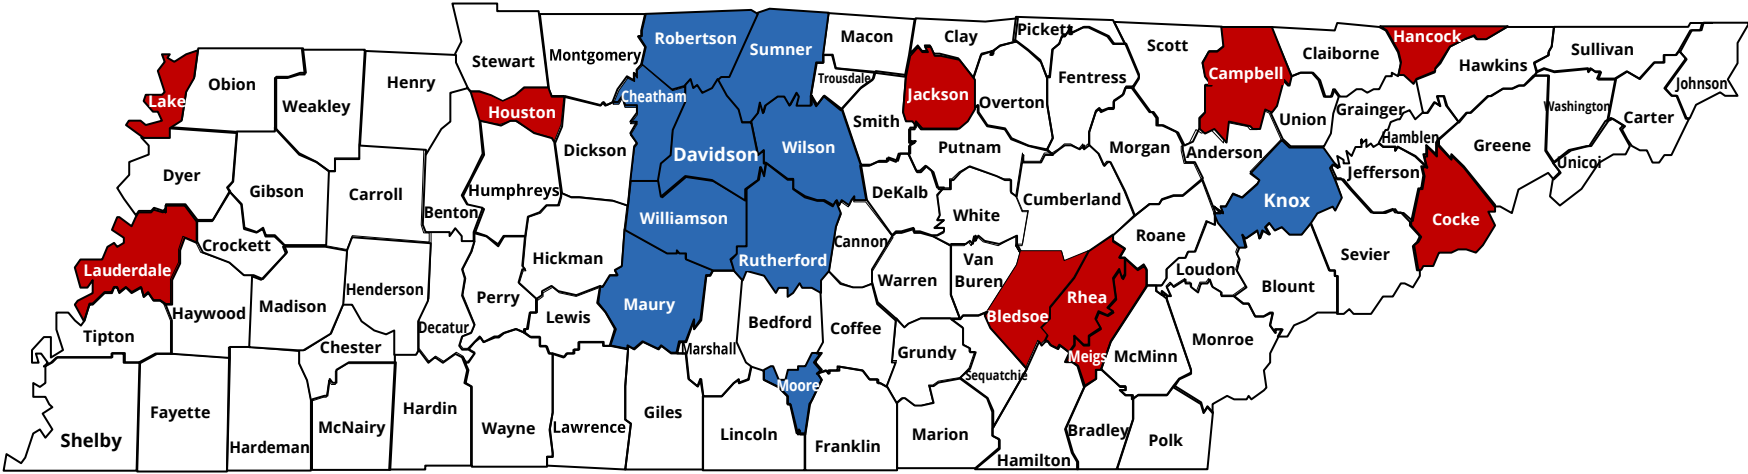 Pickett
Hancock
Robertson
Macon
Clay
Scott
Sumner
Sullivan
Montgomery
Claiborne
Stewart
Hawkins
Campbell
Fentress
Trousdale
Henry
Obion
Johnson
Jackson
Cheatham
Lake
Overton
Weakley
Washington
Grainger
Houston
Union
Carter
Smith
Hamblen
Greene
Wilson
Putnam
Morgan
Dickson
Davidson
Anderson
Unicoi
Jefferson
Dyer
Gibson
Humphreys
DeKalb
Carroll
Cumberland
Knox
Benton
White
Williamson
Cocke
Roane
Cannon
Crockett
Sevier
Hickman
Rutherford
Van
Buren
Loudon
Lauderdale
Warren
Blount
Henderson
Perry
Rhea
Maury
Madison
Haywood
Bledsoe
Lewis
Bedford
Decatur
Coffee
Tipton
Monroe
Chester
Marshall
Grundy
Meigs
McMinn
Sequatchie
Moore
Hardin
Fayette
Giles
McNairy
Lawrence
Wayne
Bradley
Lincoln
Marion
Shelby
Polk
Hardeman
Franklin
Hamilton